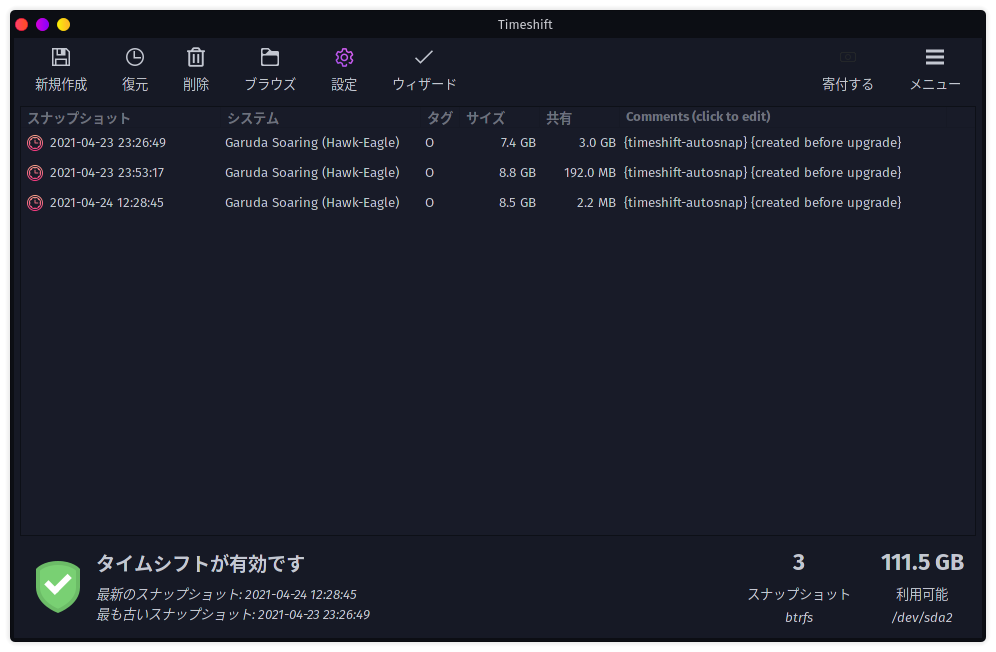 Timeshift
新規作成 復元 削除 ブラウズ 設定 ウィザード 寄付する メニュー
スナップショット システム タグ サイズ 共有 Comments (click to edit)
2021-04-23 23:26:49 Garuda Soaring (Hawk-Eagle) O 7.4 GB 3.0 GB {timeshift-autosnap} {created before upgrade}
2021-04-23 23:53:17 Garuda Soaring (Hawk-Eagle) O 8.8 GB 192.0 MB {timeshift-autosnap} {created before upgrade}
2021-04-24 12:28:45 Garuda Soaring (Hawk-Eagle) O 8.5 GB 2.2 MB {timeshift-autosnap} {created before upgrade}
タイムシフトが有効です
最新のスナップショット: 2021-04-24 12:28:45
最も古いスナップショット: 2021-04-23 23:26:49
3
スナップショット
btrfs
111.5 GB
利用可能
/dev/sda2